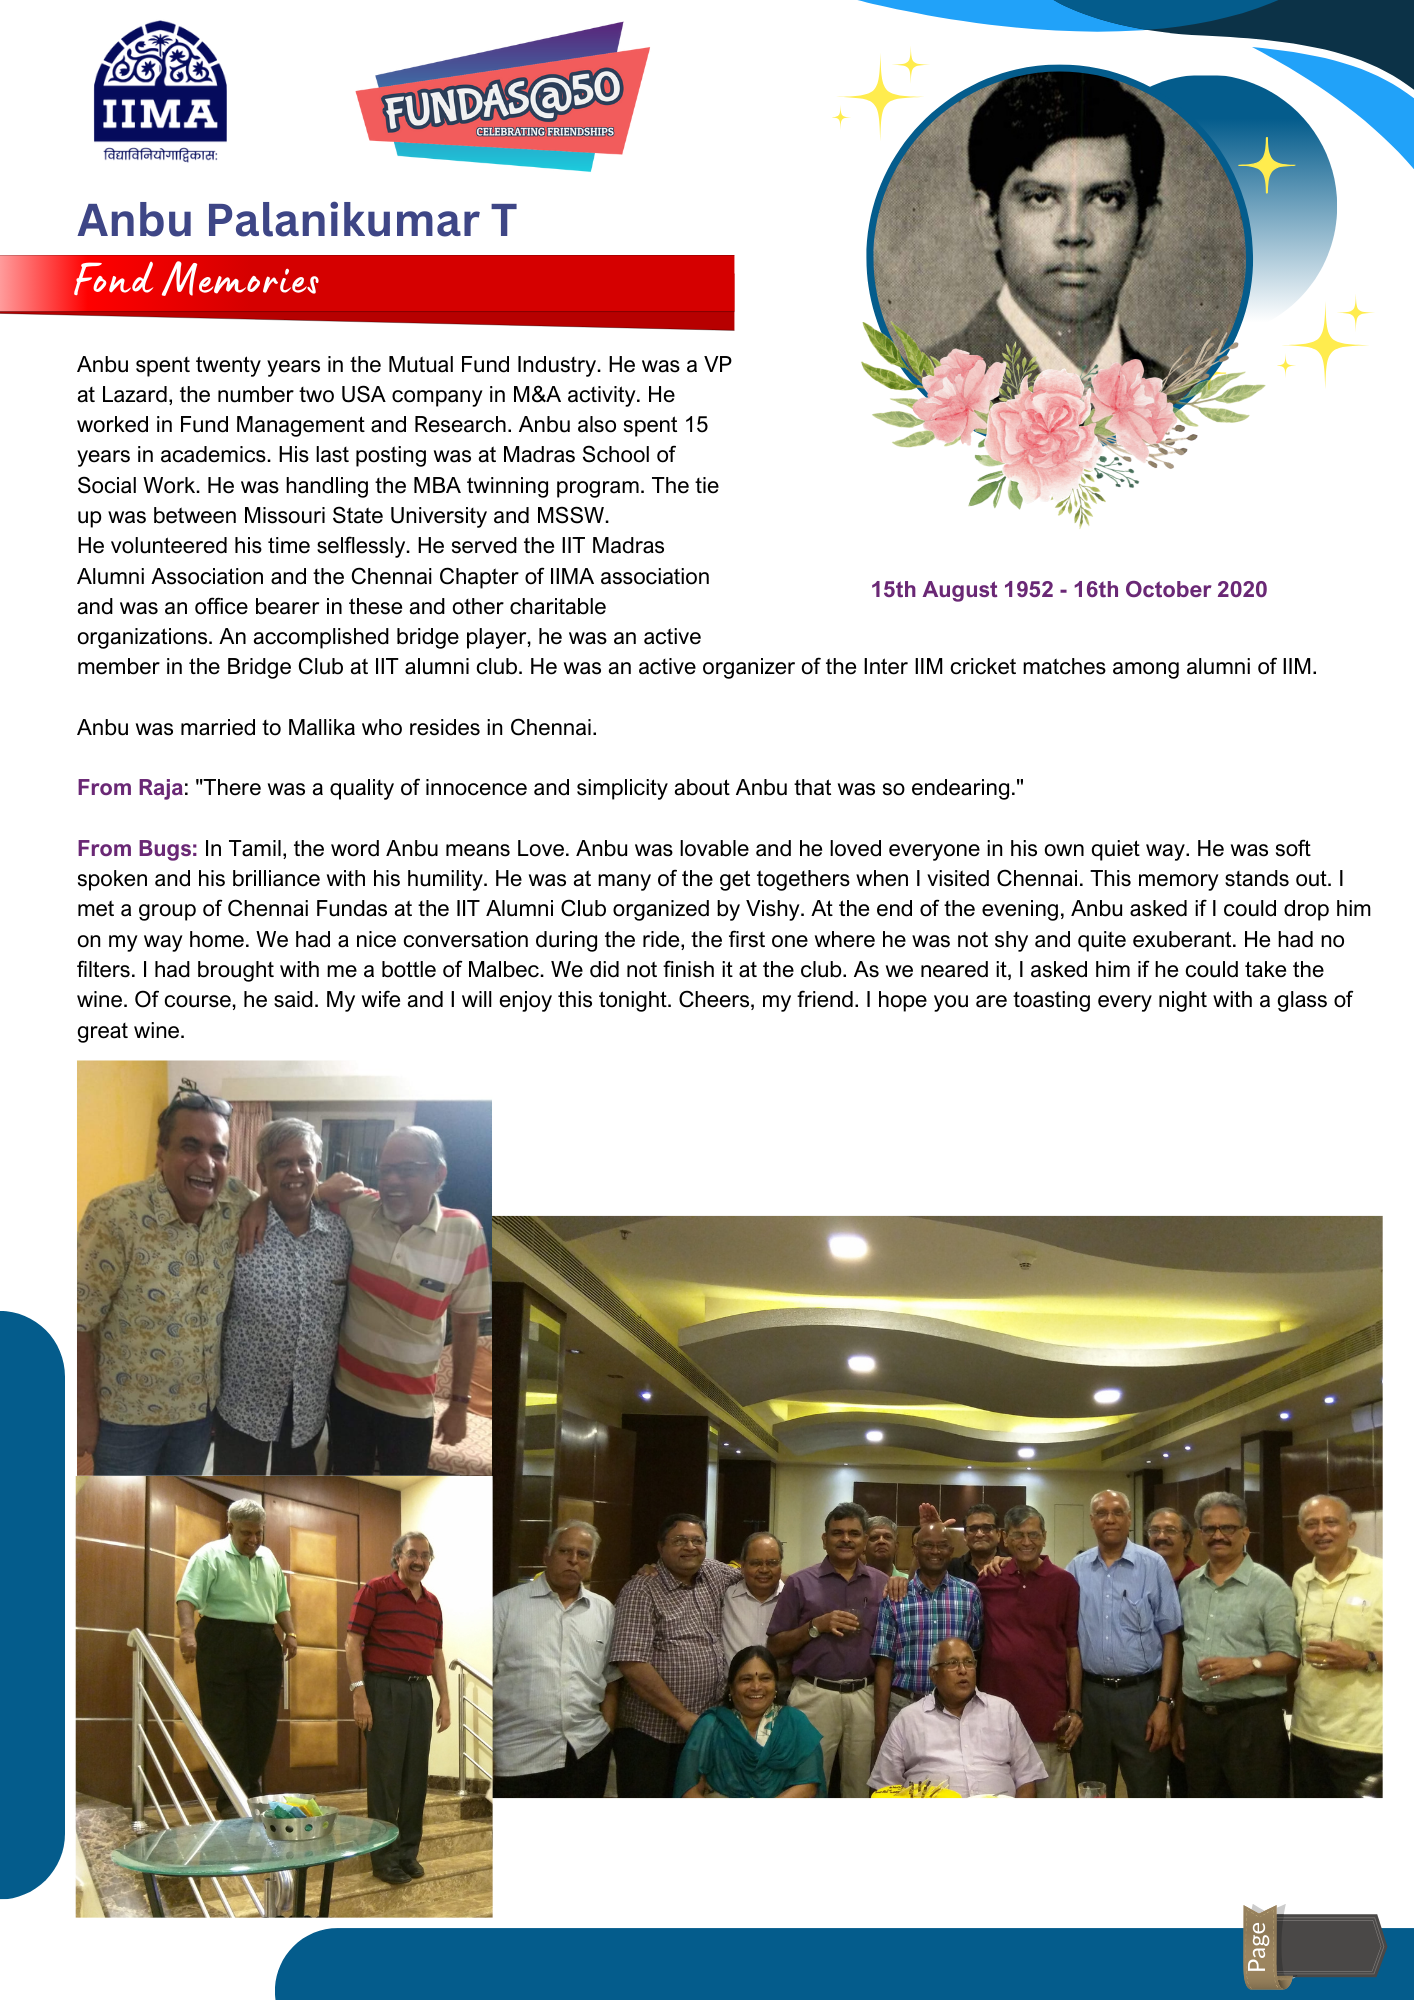 IIMA
विद्याविनियोगाद्विकास:
FUNDAS@50
CELEBRATING FRIENDSHIPS
Anbu Palanikumar T
Fond Memories
Anbu spent twenty years in the Mutual Fund Industry. He was a VP
at Lazard, the number two USA company in M&A activity. He
worked in Fund Management and Research. Anbu also spent 15
years in academics. His last posting was at Madras School of
Social Work. He was handling the MBA twinning program. The tie
up was between Missouri State University and MSSW.
He volunteered his time selflessly. He served the IIT Madras
Alumni Association and the Chennai Chapter of IIMA association
and was an office bearer in these and other charitable
organizations. An accomplished bridge player, he was an active
member in the Bridge Club at IIT alumni club. He was an active organizer of the Inter IIM cricket matches among alumni of IIM.
15th August 1952 - 16th October 2020
Anbu was married to Mallika who resides in Chennai.
From Raja: "There was a quality of innocence and simplicity about Anbu that was so endearing."
From Bugs: In Tamil, the word Anbu means Love. Anbu was lovable and he loved everyone in his own quiet way. He was soft
spoken and his brilliance with his humility. He was at many of the get togethers when I visited Chennai. This memory stands out. I
met a group of Chennai Fundas at the IIT Alumni Club organized by Vishy. At the end of the evening, Anbu asked if I could drop him
on my way home. We had a nice conversation during the ride, the first one where he was not shy and quite exuberant. He had no
filters. I had brought with me a bottle of Malbec. We did not finish it at the club. As we neared it, I asked him if he could take the
wine. Of course, he said. My wife and I will enjoy this tonight. Cheers, my friend. I hope you are toasting every night with a glass of
great wine.
Page